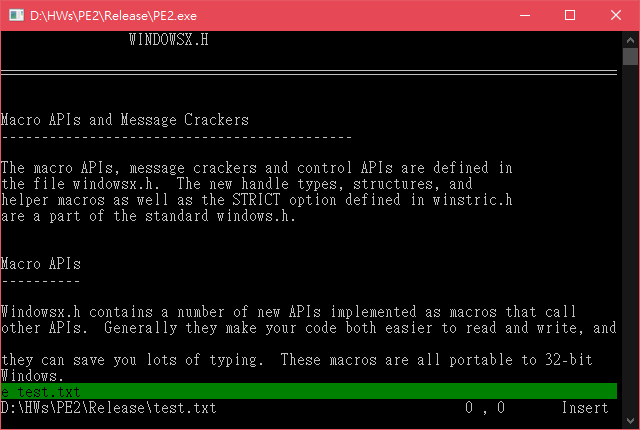 D:\HWs\PE2\Release\PE2.exe
WINDOWSX.H
Macro APIs and Message Crackers
--------------------------------------------
The macro APIs, message crackers and control APIs are defined in
the file windowsx.h.  The new handle types, structures, and
helper macros as well as the STRICT option defined in winstric.h
are a part of the standard windows.h.
Macro APIs
----------
Windowsx.h contains a number of new APIs implemented as macros that call
other APIs.  Generally they make your code both easier to read and write, and
they can save you lots of typing.  These macros are all portable to 32-bit
Windows.
e test.txt
D:\HWs\PE2\Release\test.txt 0 , 0 Insert